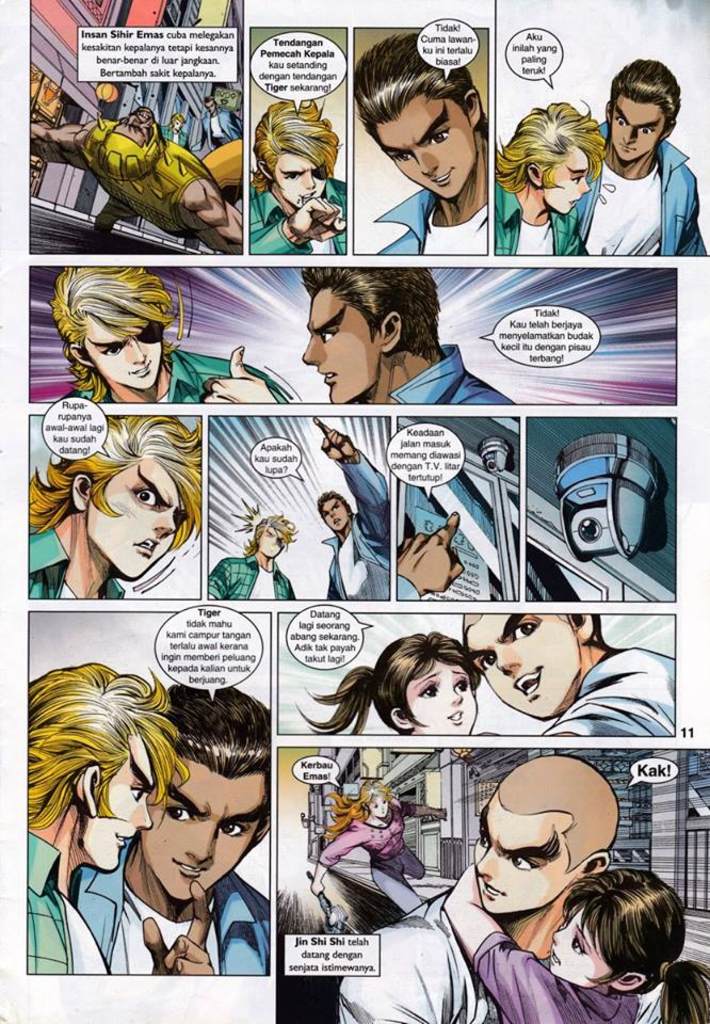 Insan Sihir Emas cuba melegakan
kesakitan kepalanya tetapi kesannya
benar-benar di luar jangkaan.
Bertambah sakit kepalanya.
Tendangan
Pemecah Kepala
kau setanding
dengan tendangan
Tiger sekarang!
Tidak!
Cuma lawan-
ku ini terlalu
biasa!
Aku
inilah yang
paling
teruk!
Tidak!
Kau telah berjaya
menyelamatkan budak
kecil itu dengan pisau
terbang!
Rupa-
rupanya
awal-awal lagi
kau sudah
datang!
Apakah
kau sudah
lupa?
Keadaan
jalan masuk
memang diawasi
dengan T.V. litar
tertutup!
Tiger
tidak mahu
kami campur tangan
terlalu awal kerana
ingin memberi peluang
kepada kalian untuk
berjuang.
Datang
lagi seorang
abang sekarang.
Adik tak payah
takut lagi!
11
Kerbau
Emas!
Kak!
Jin Shi Shi telah
datang dengan
senjata istimewanya.